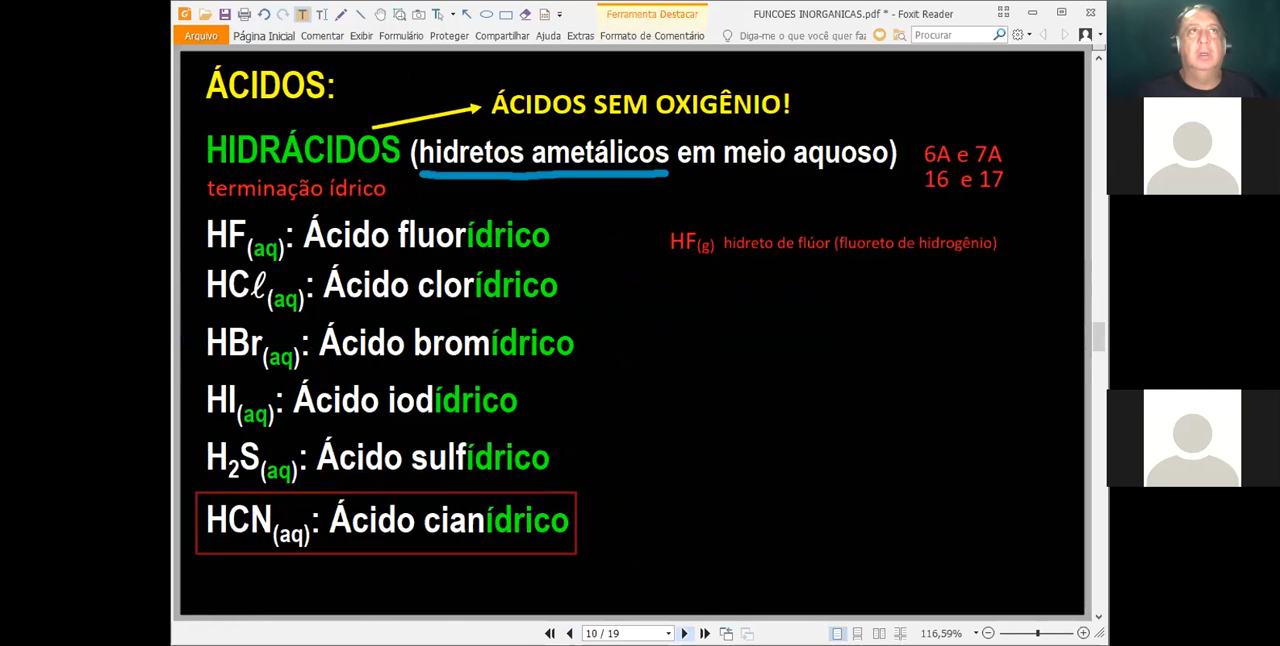 Ferramenta Destacar
FUNCOES INORGANICAS.pdf * - Foxit Reader
Arquivo Página Inicial Comentar Exibir Formulário Proteger Compartilhar Ajuda Extras Formato de Comentário Diga-me o que você quer faz Procurar
ÁCIDOS:
ÁCIDOS SEM OXIGÊNIO!
HIDRÁCIDOS (hidretos ametálicos em meio aquoso)
6A e 7A
16 e 17
terminação ídrico
HF(aq): Ácido fluorídrico
HF(g) hidreto de flúor (fluoreto de hidrogênio)
HCℓ(aq): Ácido clorídrico
HBr(aq): Ácido bromídrico
HI(aq): Ácido iodídrico
H₂S(aq): Ácido sulfídrico
HCN(aq): Ácido cianídrico
10 / 19
116,59%